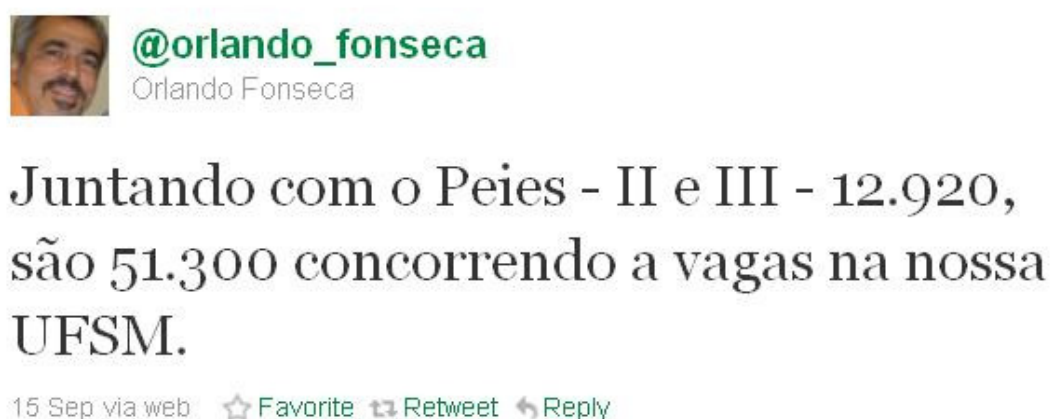 @orlando_fonseca
Orlando Fonseca
Juntando com o Peies - II e III - 12.920,
são 51.300 concorrendo a vagas na nossa
UFSM.
15 Sep via web Favorite Retweet Reply